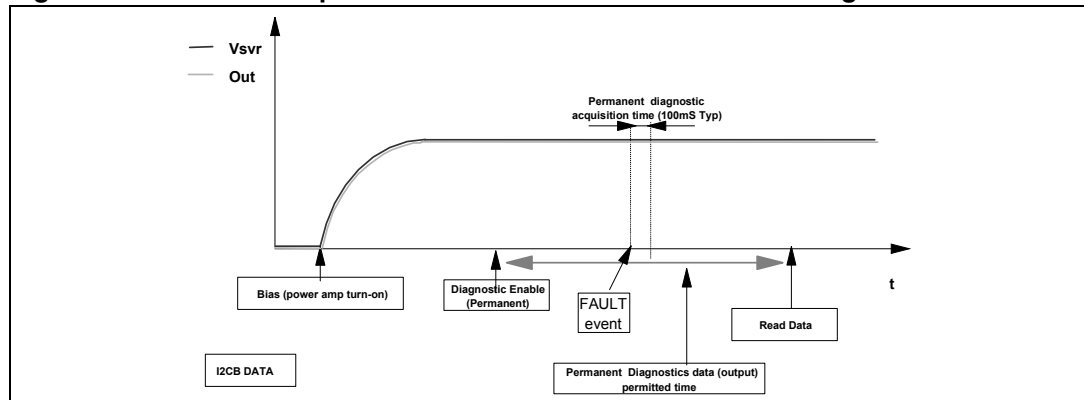 Vsvr
Out
Permanent diagnostic
acquisition time (100mS Typ)
t
Bias (power amp turn-on)
Diagnostic Enable
(Permanent)
FAULT
event
Read Data
I2CB DATA
Permanent Diagnostics data (output)
permitted time